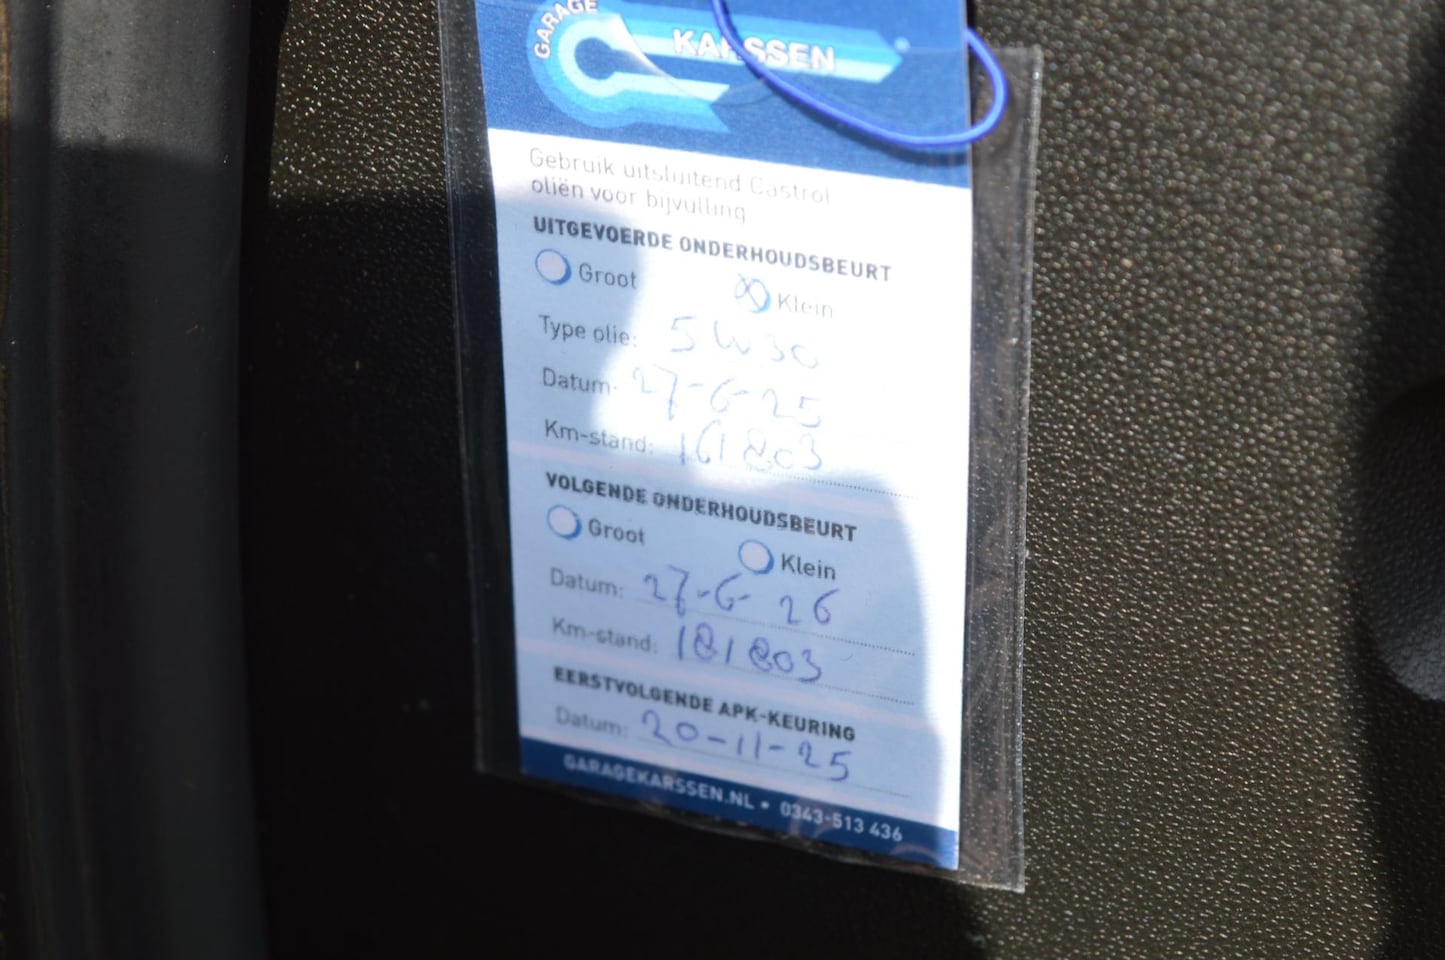 GARAGE
KARSSEN
Gebruik uitsluitend Castrol
oliën voor bijvulling
UITGEVOERDE ONDERHOUDSBEURT
Groot Klein
Type olie: 5W30
Datum: 27-6-25
Km-stand: 161803
VOLGENDE ONDERHOUDSBEURT
Groot Klein
Datum: 27-6-26
Km-stand: 181803
EERSTVOLGENDE APK-KEURING
Datum: 20-11-25
GARAGEKARSSEN.NL • 0343-513 436